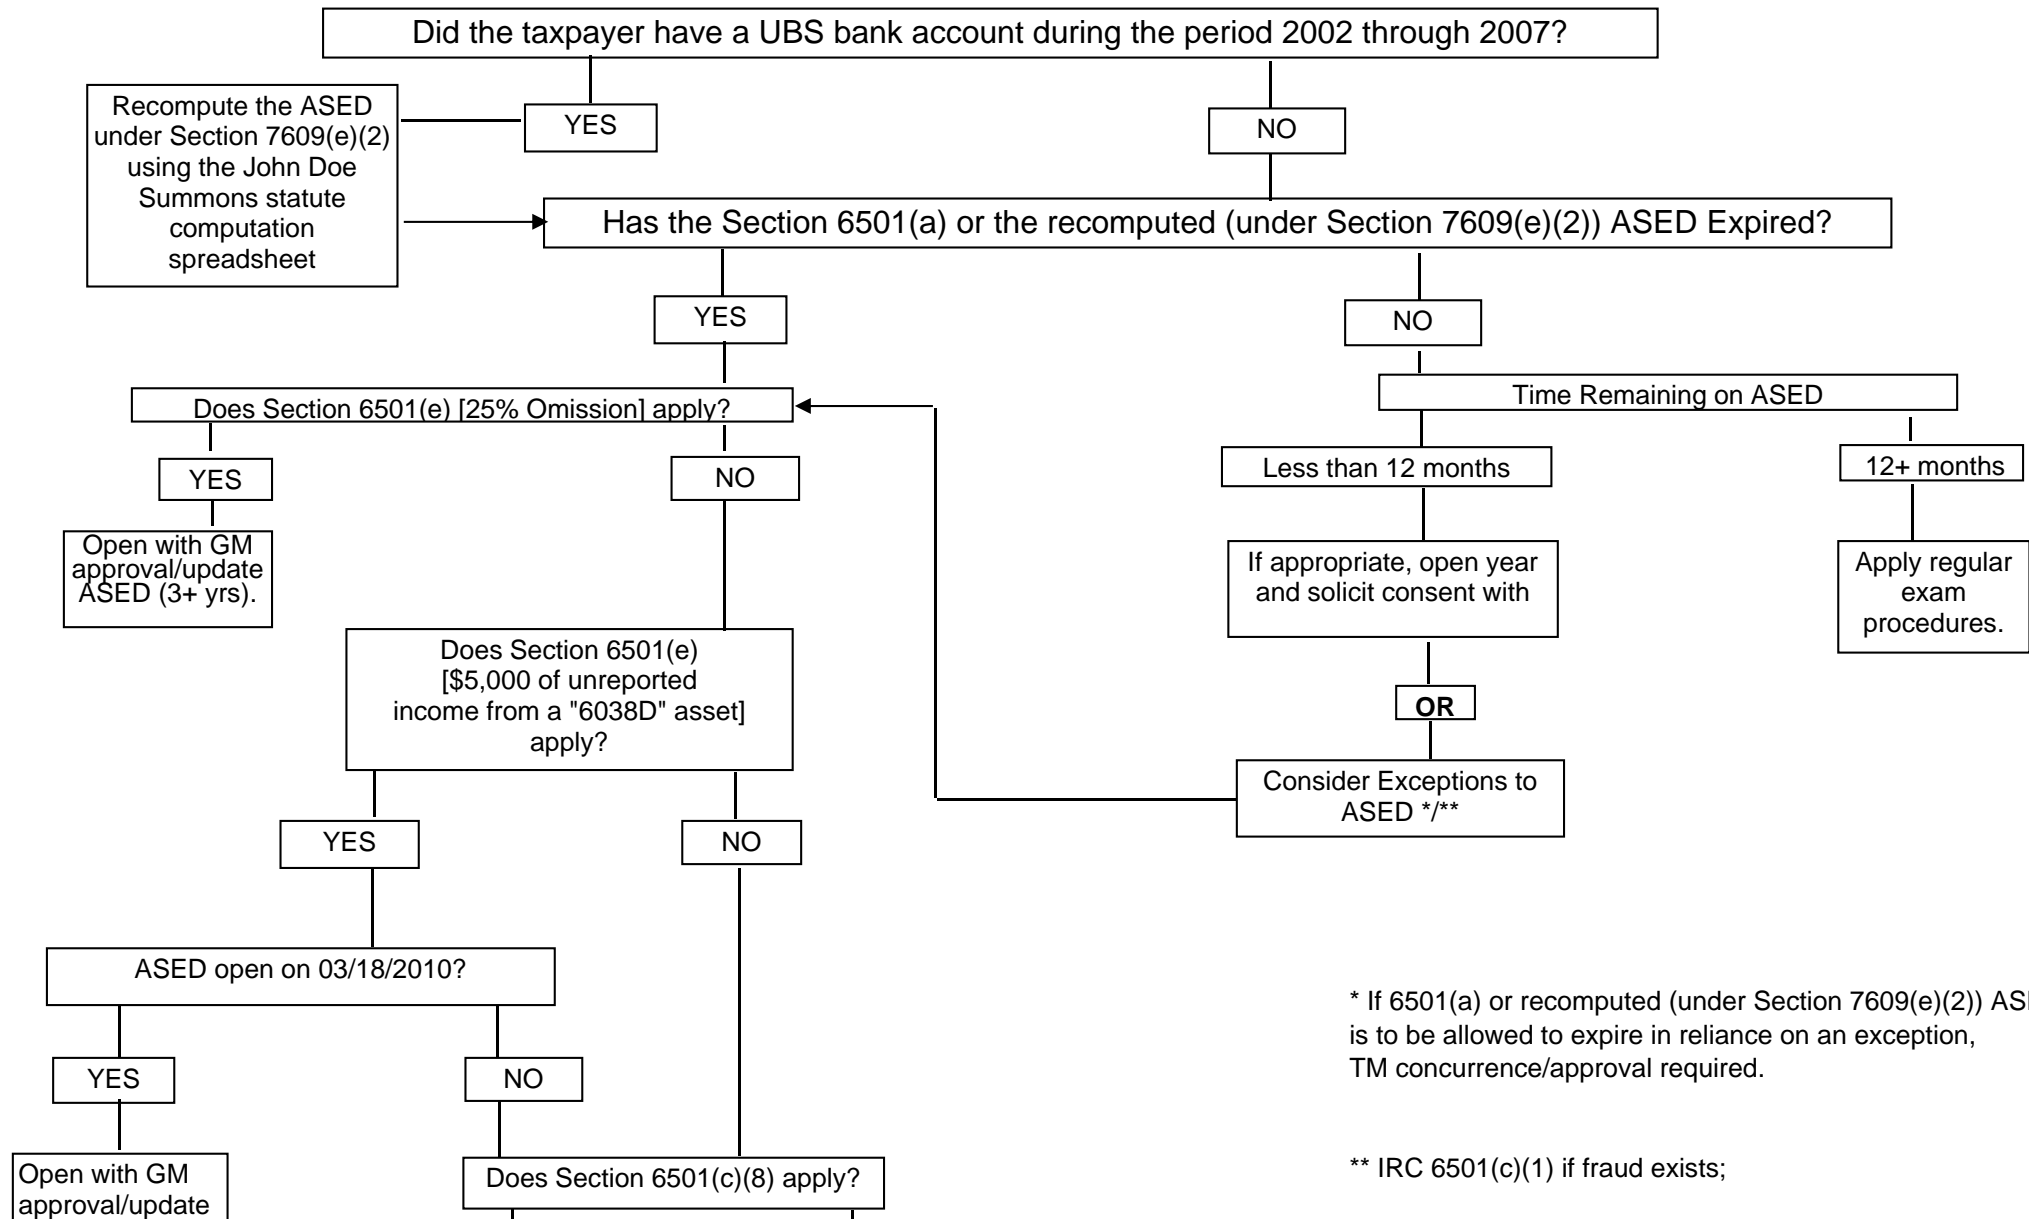 Did the taxpayer have a UBS bank account during the period 2002 through 2007?
Recompute the ASED
under Section 7609(e)(2)
using the John Doe
Summons statute
computation
spreadsheet
YES
NO
Has the Section 6501(a) or the recomputed (under Section 7609(e)(2)) ASED Expired?
YES
NO
Does Section 6501(e) [25% Omission] apply?
Time Remaining on ASED
YES
NO
Less than 12 months
12+ months
Open with GM
approval/update
ASED (3+ yrs).
If appropriate, open year
and solicit consent with
Apply regular
exam
procedures.
Does Section 6501(e)
[$5,000 of unreported
income from a "6038D" asset]
apply?
OR
Consider Exceptions to
ASED */**
YES
NO
ASED open on 03/18/2010?
* If 6501(a) or recomputed (under Section 7609(e)(2))
is to be allowed to expire in reliance on an exception,
TM concurrence/approval required.
YES
NO
Open with GM
approval/update
Does Section 6501(c)(8) apply?
** IRC 6501(c)(1) if fraud exists;